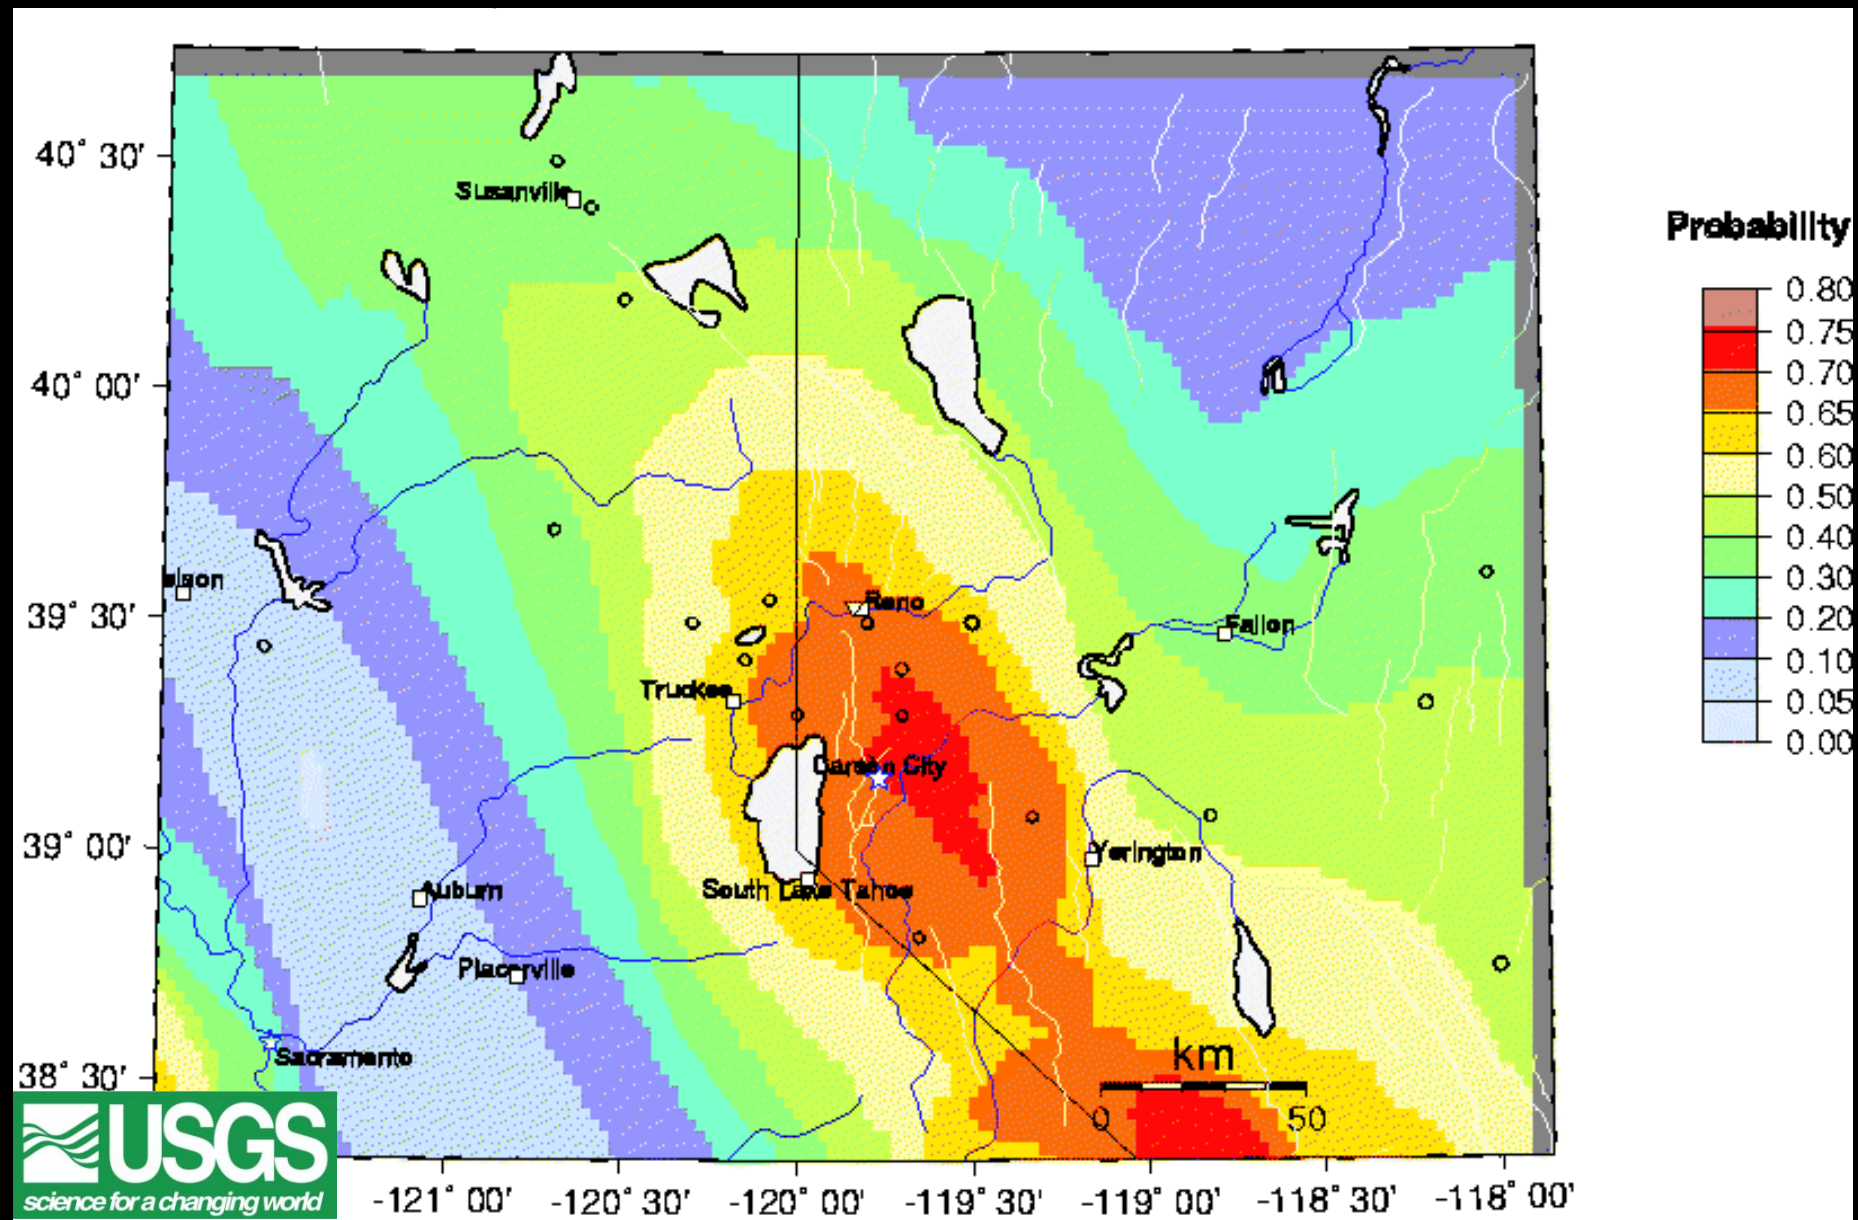 40° 30'
Susanville
Probability
0.80
0.75
0.70
0.65
0.60
0.50
0.40
0.30
0.20
0.10
0.05
0.00
40° 00'
elson
39° 30'
Reno
Fallon
Truckee
Carson City
39° 00'
Yerington
South Lake Tahoe
Auburn
Placerville
Sacramento
km
0 50
38° 30'
USGS
science for a changing world
-121° 00' -120° 30' -120° 00' -119° 30' -119° 00' -118° 30' -118° 00'